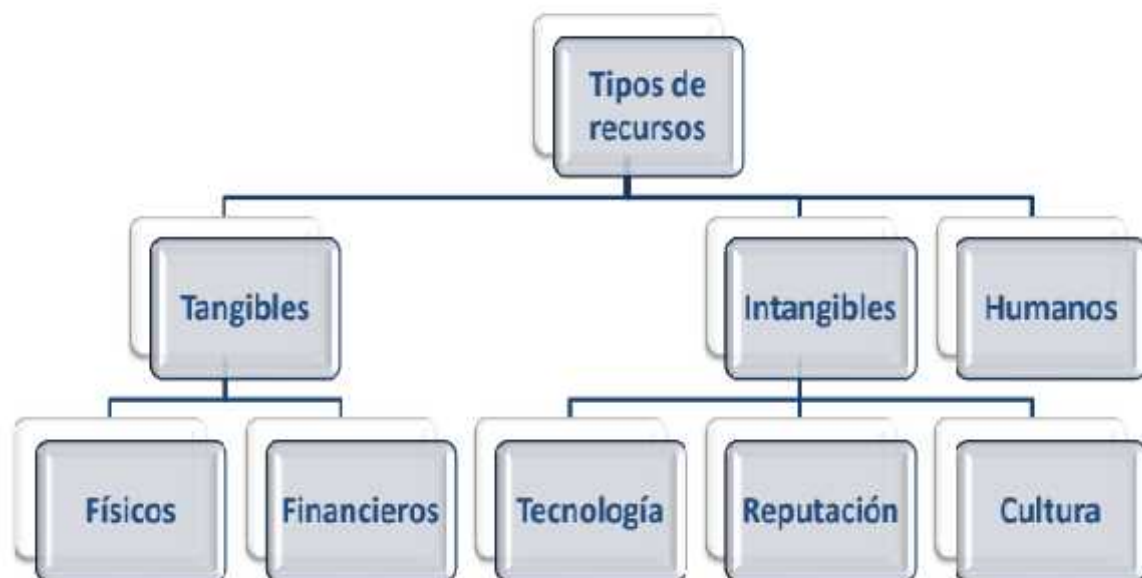 Tipos de
recursos
Tangibles
Intangibles
Humanos
Físicos
Financieros
Tecnología
Reputación
Cultura